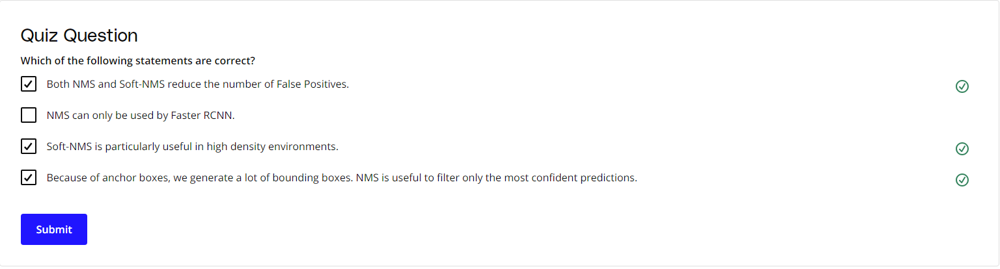 Quiz Question
Which of the following statements are correct?
Both NMS and Soft-NMS reduce the number of False Positives.
NMS can only be used by Faster RCNN.
Soft-NMS is particularly useful in high density environments.
Because of anchor boxes, we generate a lot of bounding boxes. NMS is useful to filter only the most confident predictions.
Submit